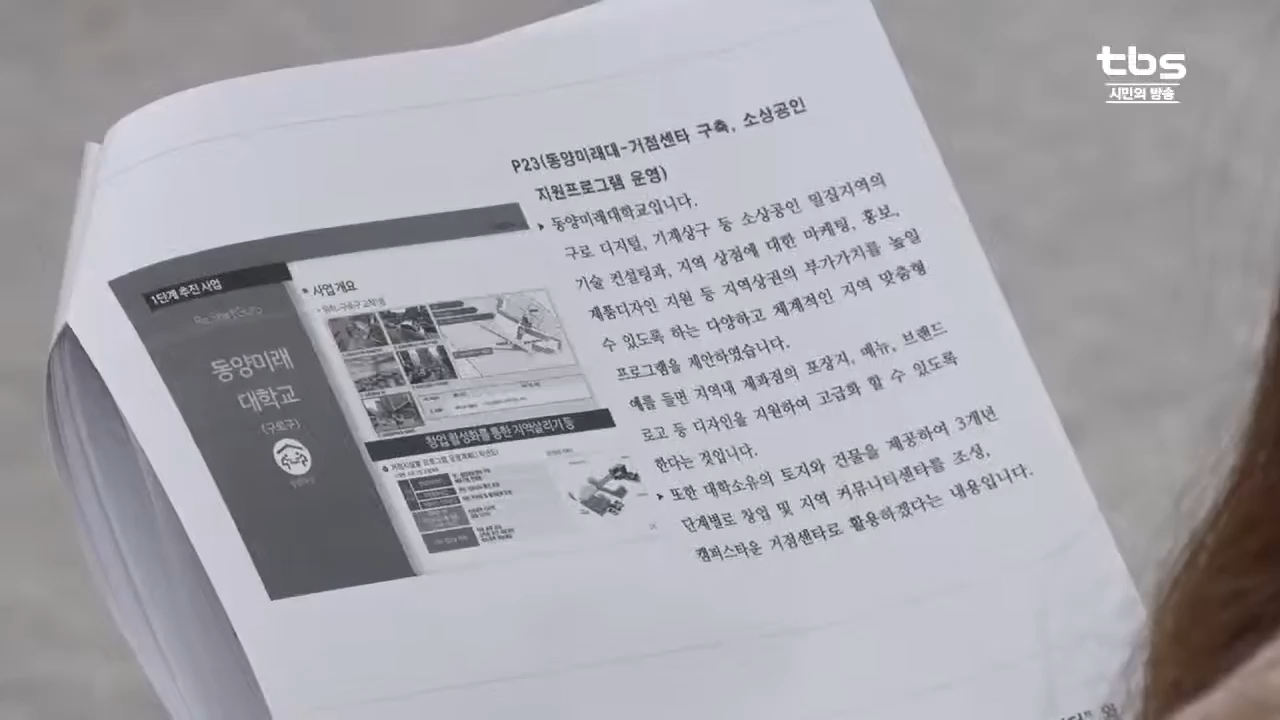 tbs
시민의 방송
P23(동양미래대-거점센타 구축, 소상공인
지원프로그램 운영)
▸ 동양미래대학교입니다.
구로 디지털, 기계상구 등 소상공인 밀집지역의
기술 컨설팅과, 지역 상점에 대한 마케팅, 홍보,
제품디자인 지원 등 지역상권의 부가가치를 높일
수 있도록 하는 다양하고 체계적인 지역 맞춤형
프로그램을 제안하였습니다.
예를 들면 지역내 제과점의 포장지, 메뉴, 브랜드
로고 등 디자인을 지원하여 고급화 할 수 있도록
한다는 것입니다.
▸ 또한 대학소유의 토지와 건물을 제공하여 3개년
단계별로 창업 및 지역 커뮤니티센타를 조성,
캠퍼스타운 거점센타로 활용하겠다는 내용입니다.
1단계 추진 사업
동양미래
대학교
(구로구)
사업개요
창업 활성화를 통한 지역살리기 등